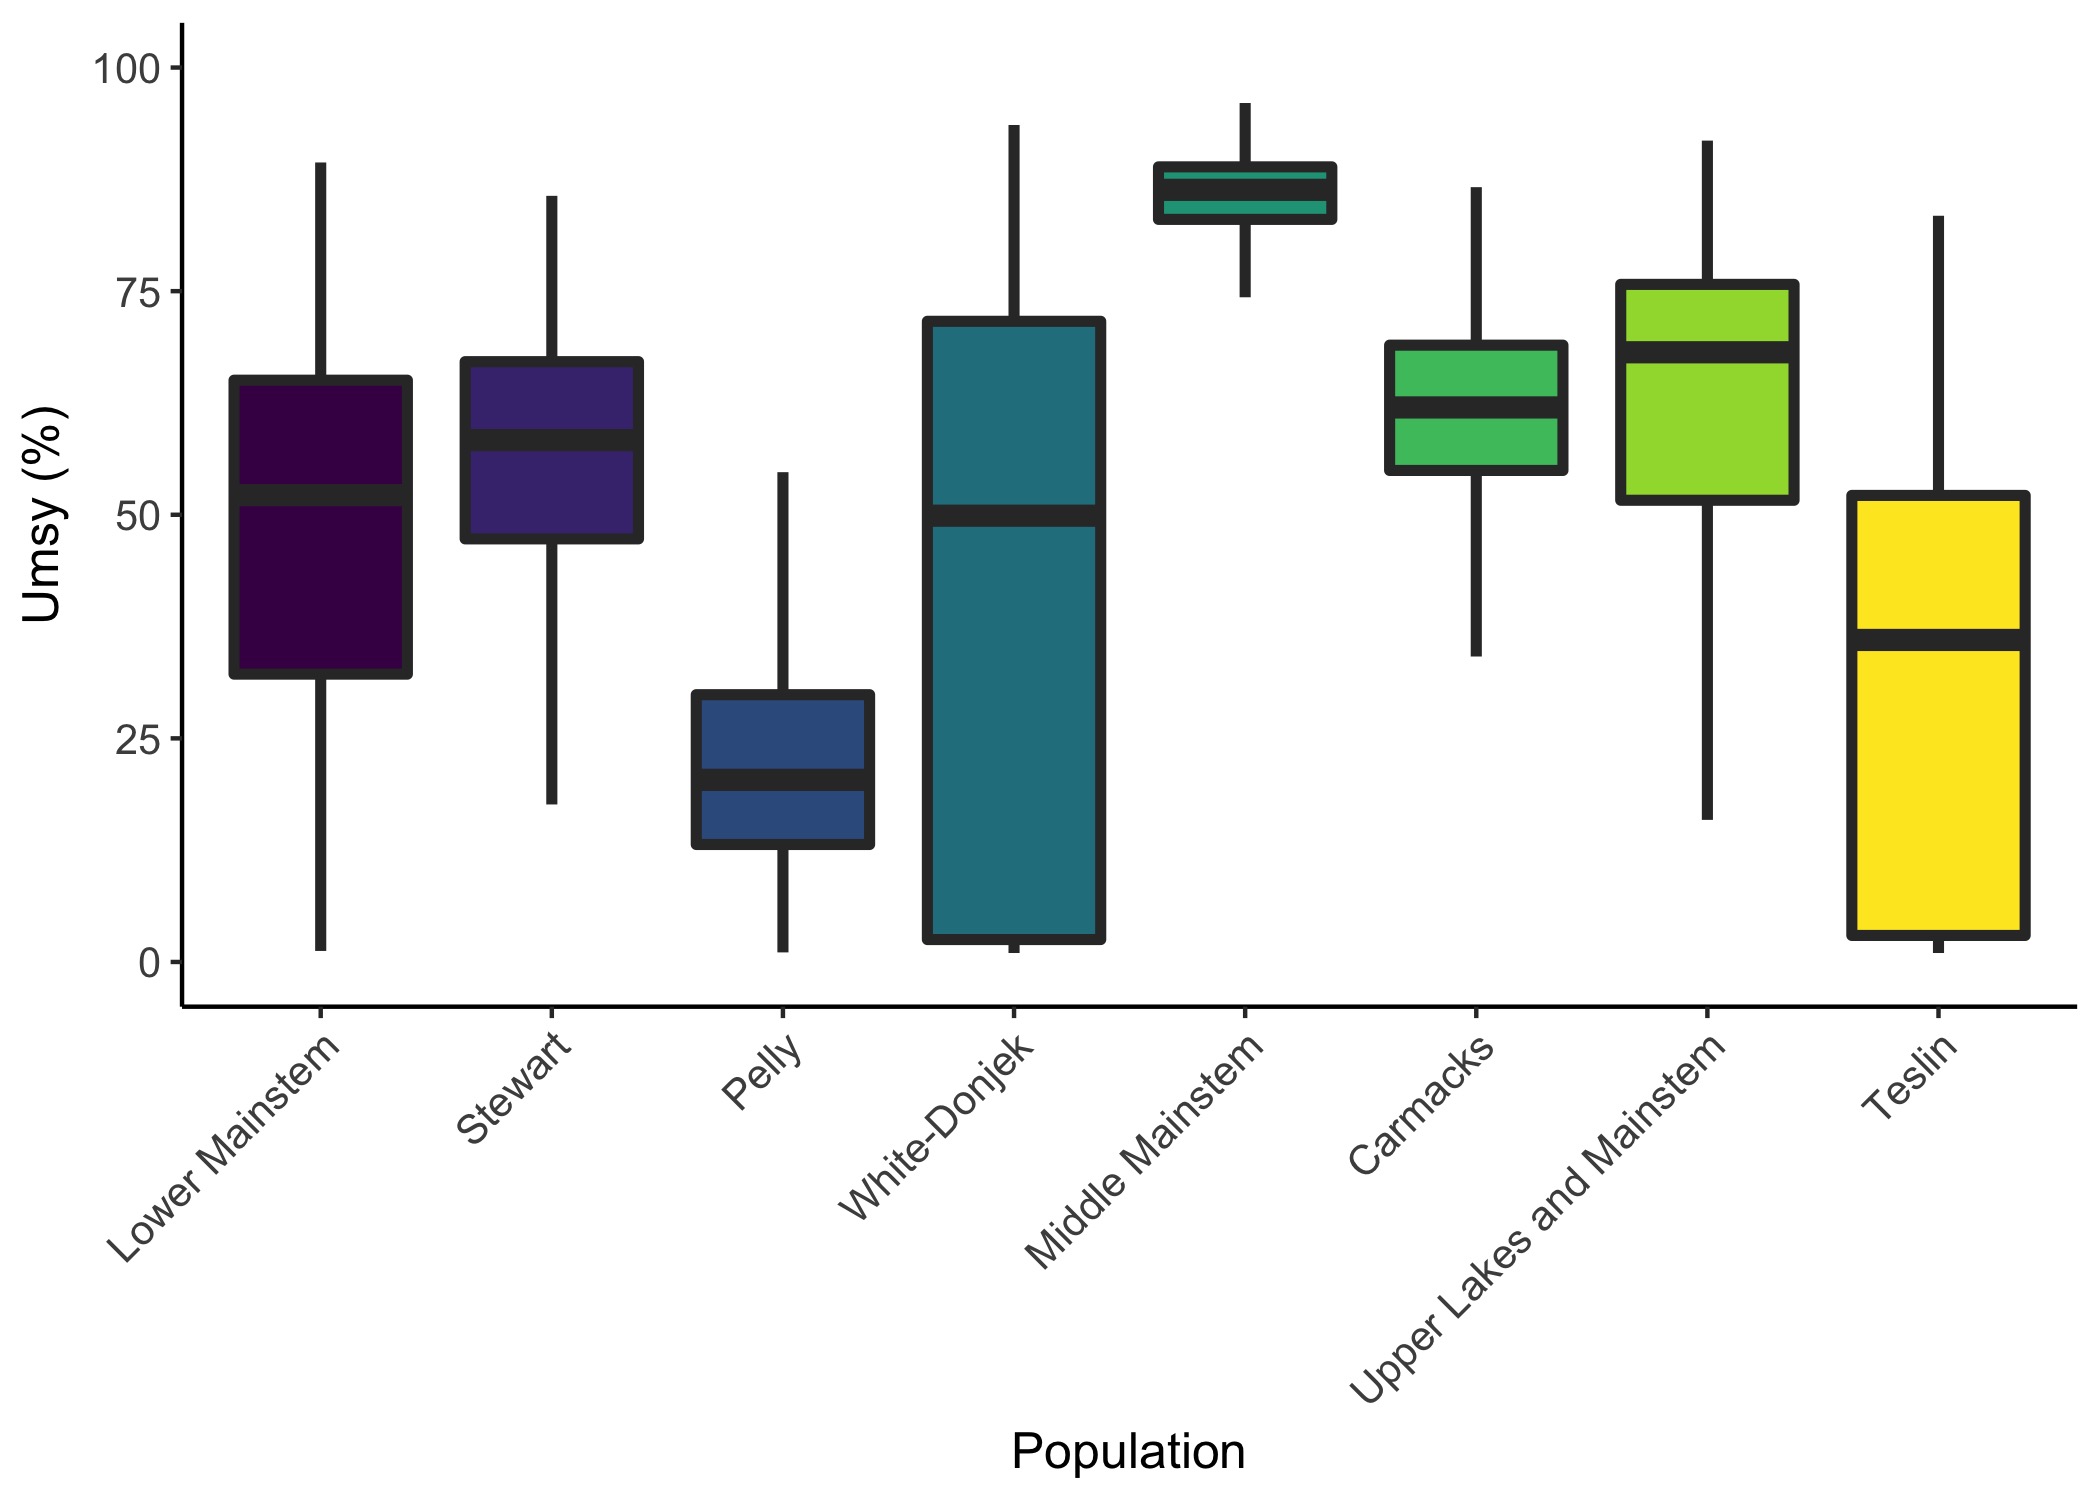 Umsy (%)
100
75
50
25
0
Lower Mainstem
Stewart
Pelly
White-Donjek
Middle Mainstem
Carmacks
Upper Lakes and Mainstem
Teslin
Population